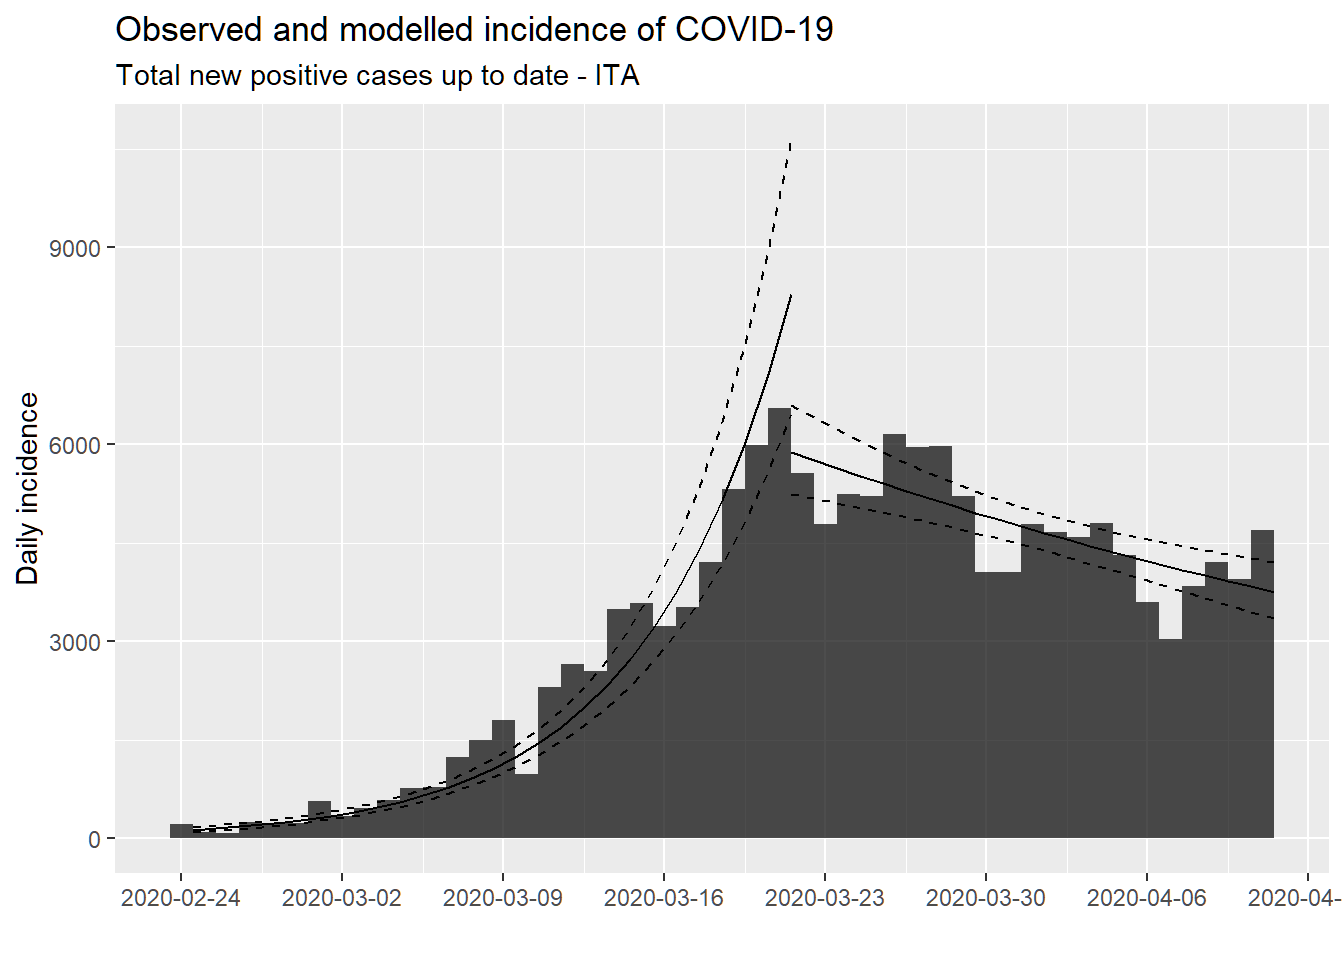 Observed and modelled incidence of COVID-19
Total new positive cases up to date - ITA
Daily incidence
9000
6000
3000
0
2020-02-24 2020-03-02 2020-03-09 2020-03-16 2020-03-23 2020-03-30 2020-04-06 2020-04-